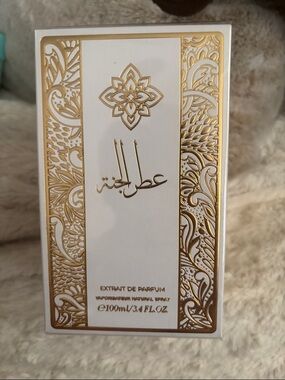 عطر الجنة
EXTRAIT DE PARFUM
VAPORISATEUR NATURAL SPRAY
℮100ml/3.4 FL.OZ